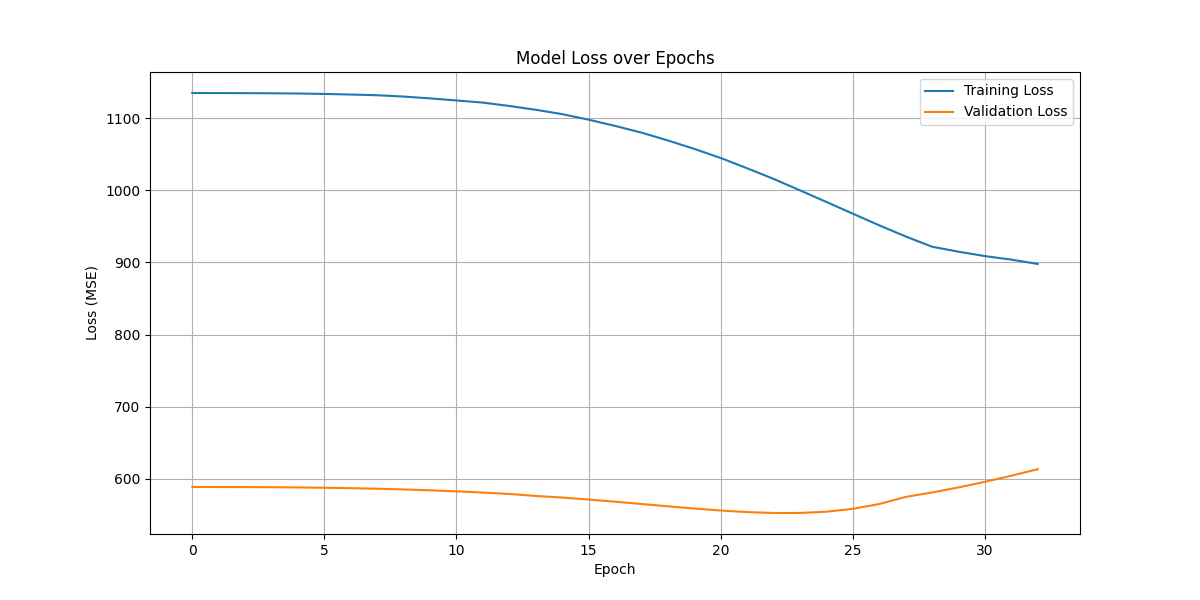 Model Loss over Epochs
Training Loss
Validation Loss
1100
1000
900
800
700
600
Loss (MSE)
0 5 10 15 20 25 30
Epoch